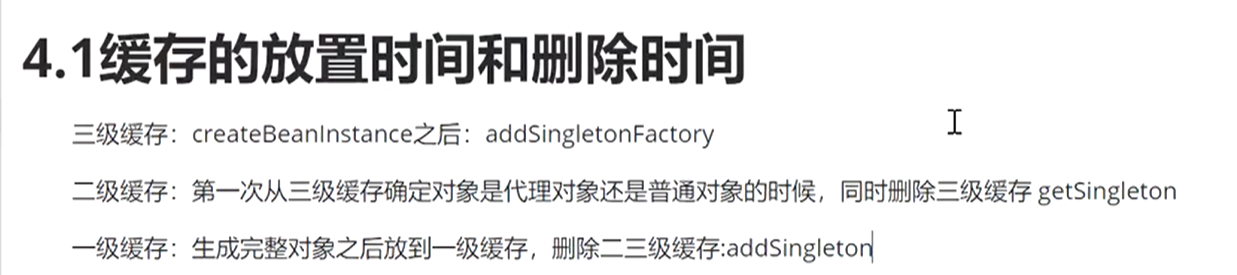 4.1缓存的放置时间和删除时间
三级缓存：createBeanInstance之后：addSingletonFactory
二级缓存：第一次从三级缓存确定对象是代理对象还是普通对象的时候，同时删除三级缓存 getSingleton
一级缓存：生成完整对象之后放到一级缓存，删除二三级缓存:addSingleton